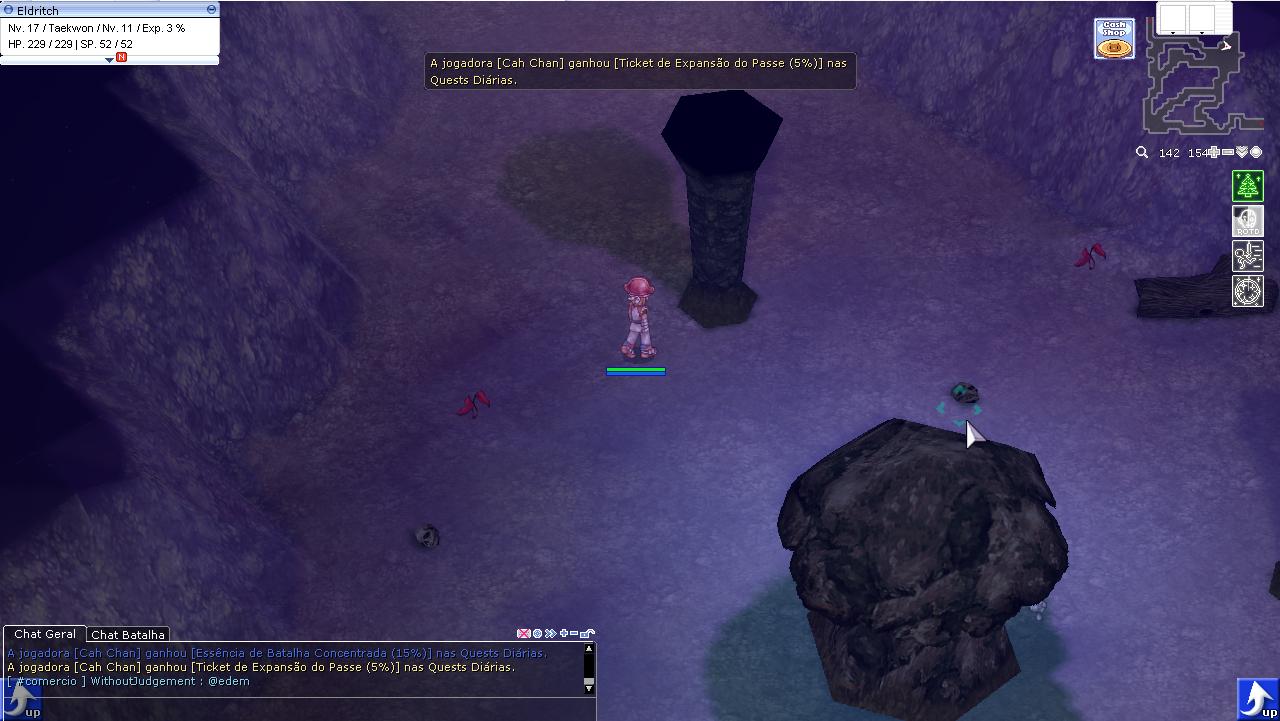 Eldritch
Nv. 17 / Taekwon / Nv. 11 / Exp. 3 %
HP. 229 / 229 | SP. 52 / 52
N
A jogadora [Cah Chan] ganhou [Ticket de Expansão do Passe (5%)] nas
Quests Diárias.
Cash
Shop
142 154
ROTD
Chat Geral
Chat Batalha
A jogadora [Cah Chan] ganhou [Essência de Batalha Concentrada (15%)] nas Quests Diárias.
A jogadora [Cah Chan] ganhou [Ticket de Expansão do Passe (5%)] nas Quests Diárias.
[ #comercio ] WithoutJudgement : @edem
up
up